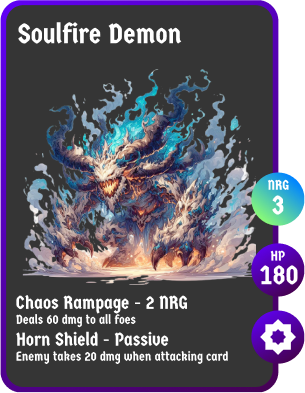 Soulfire Demon
NRG
3
HP
180
Chaos Rampage - 2 NRG
Deals 60 dmg to all foes
Horn Shield - Passive
Enemy takes 20 dmg when attacking card